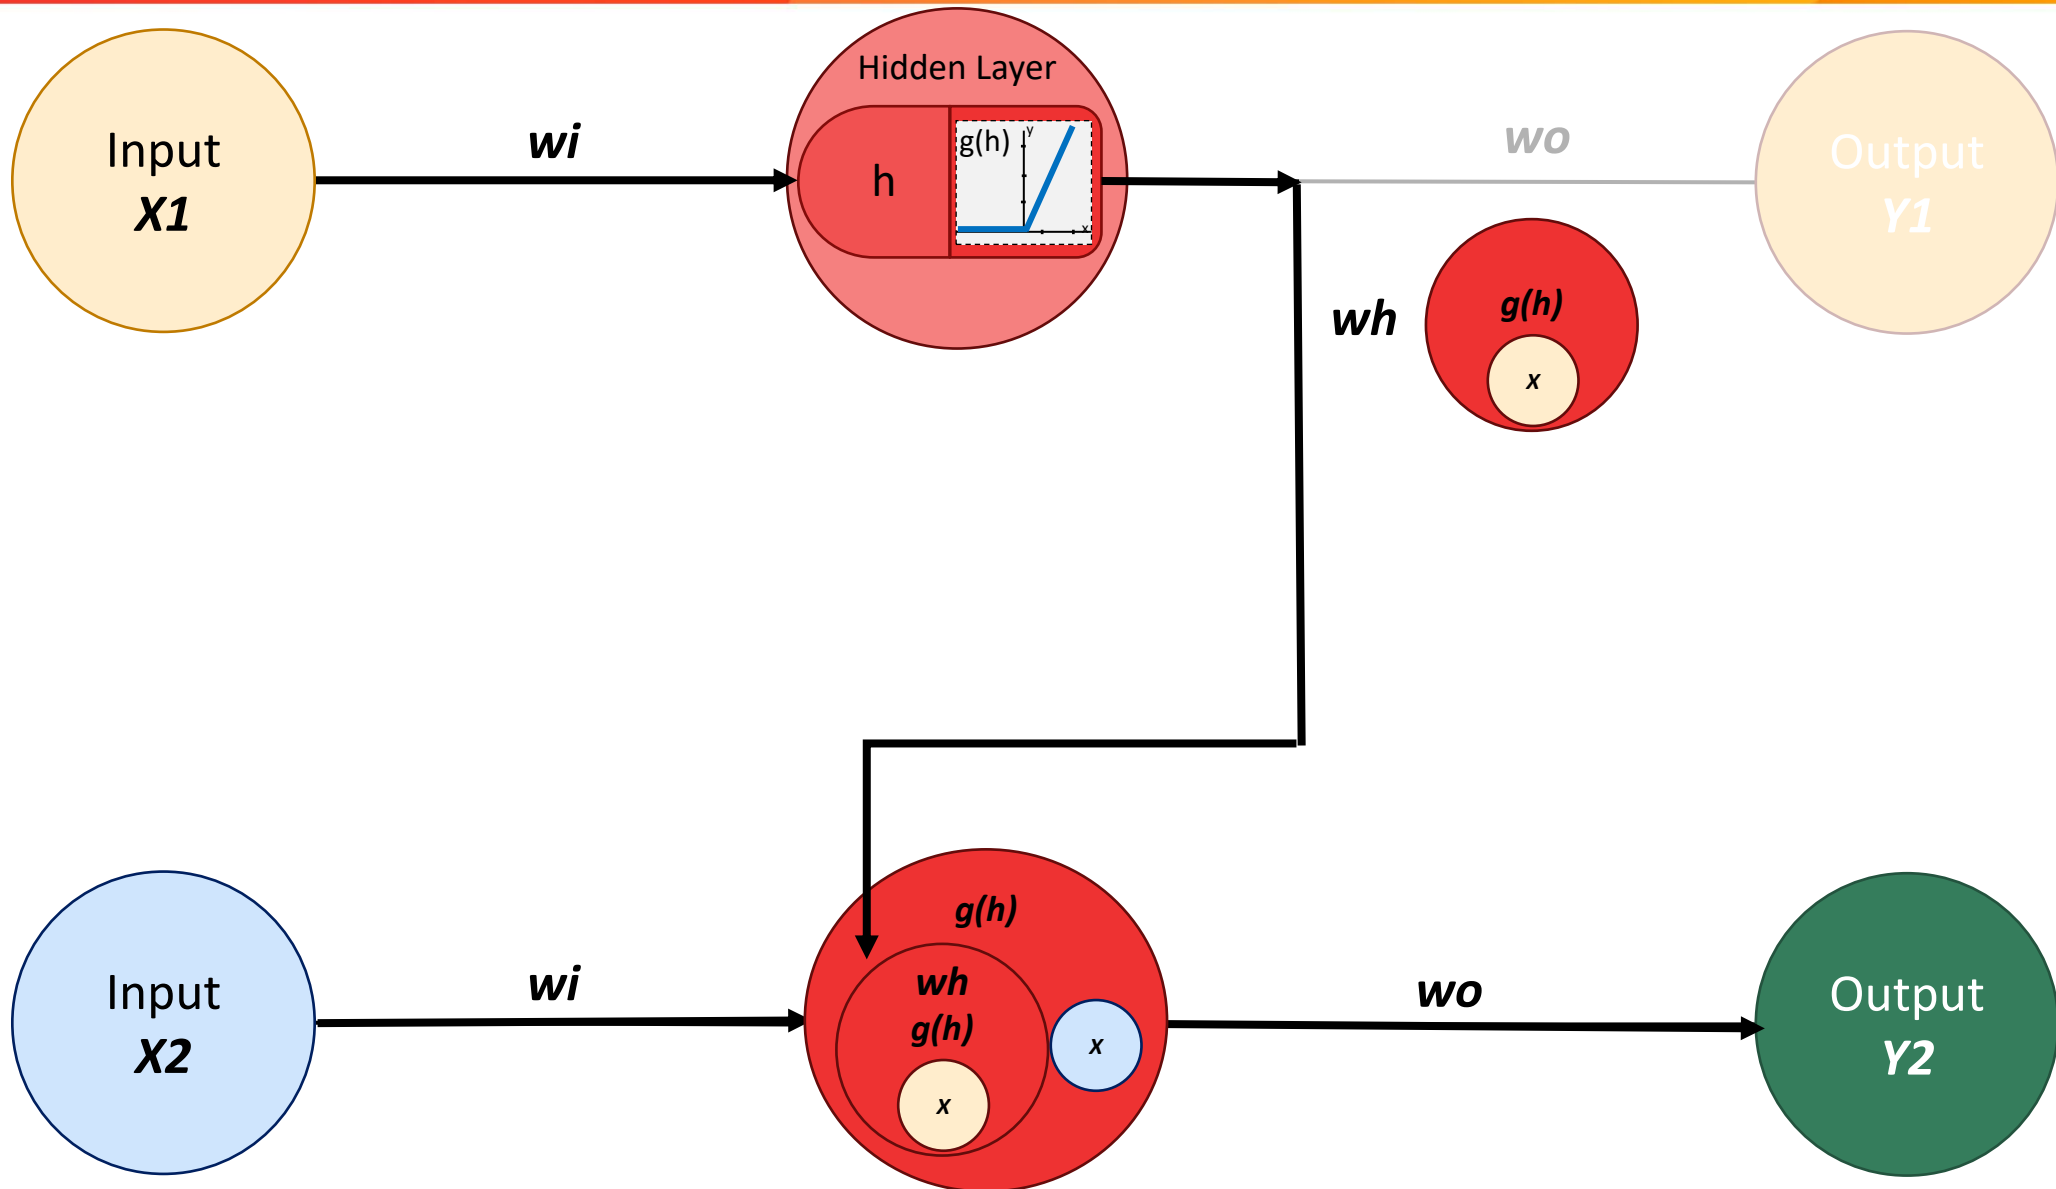 Hidden Layer
Input
X1
wi
h
g(h)
y
x
wo
Output
Y1
wh
g(h)
x
Input
X2
wi
g(h)
wh
g(h)
x
x
wo
Output
Y2